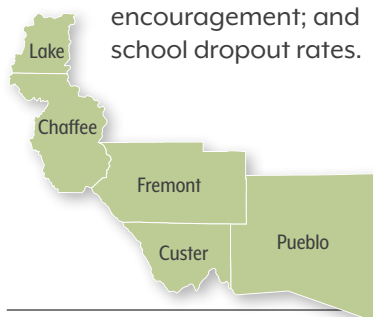 encouragement; and
school dropout rates.
Lake
Chaffee
Fremont
Custer
Pueblo